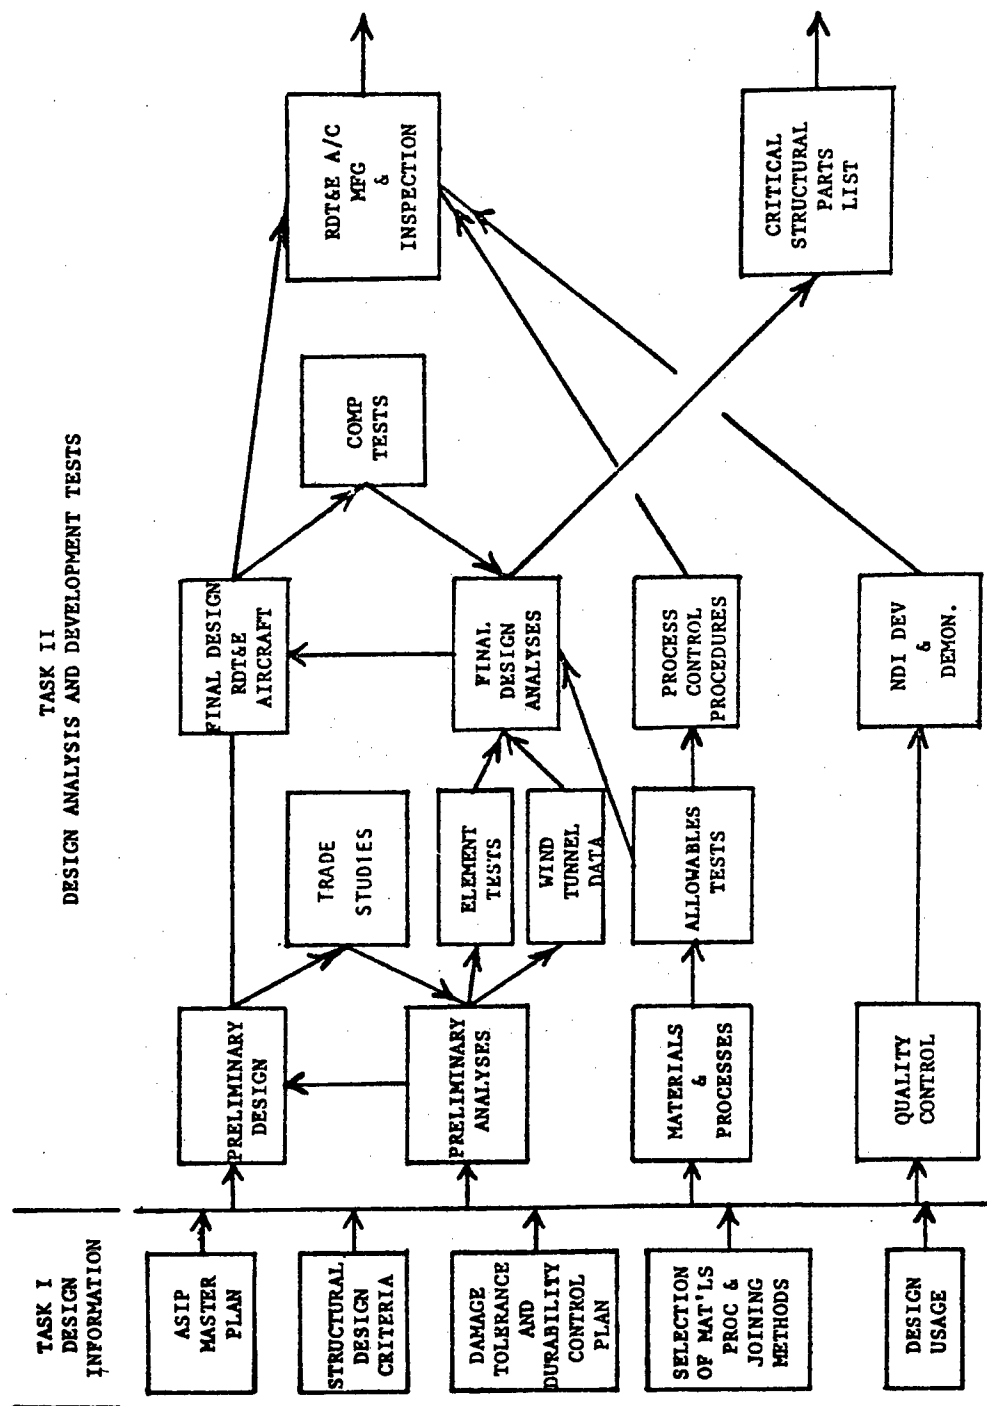 TASK I
DESIGN
INFORMATION
ASIP
MASTER
PLAN
STRUCTURAL
DESIGN
CRITERIA
DAMAGE
TOLERANCE
AND
DURABILITY
CONTROL
PLAN
SELECTION
OF MAT'LS
PROC &
JOINING
METHODS
DESIGN
USAGE
TASK II
DESIGN ANALYSIS AND DEVELOPMENT TESTS
PRELIMINARY
DESIGN
PRELIMINARY
ANALYSES
MATERIALS
&
PROCESSES
QUALITY
CONTROL
TRADE
STUDIES
ELEMENT
TESTS
WIND
TUNNEL
DATA
ALLOWABLES
TESTS
FINAL DESIGN
RDT&E
AIRCRAFT
FINAL
DESIGN
ANALYSES
PROCESS
CONTROL
PROCEDURES
NDI DEV
&
DEMON.
COMP
TESTS
RDT&E A/C
MFG
&
INSPECTION
CRITICAL
STRUCTURAL
PARTS
LIST